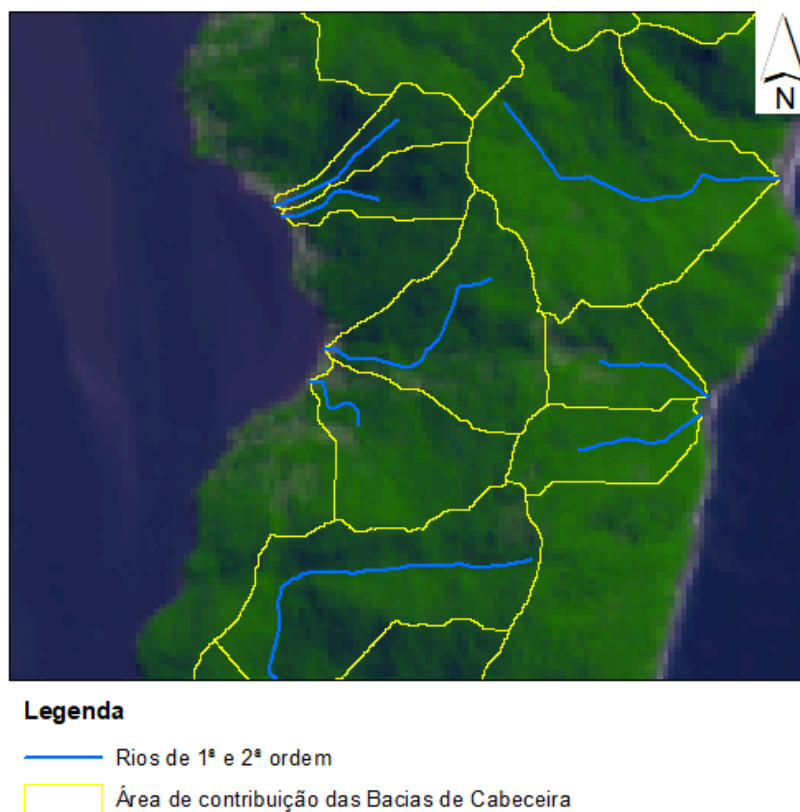 N
Legenda
Rios de 1ª e 2ª ordem
Área de contribuição das Bacias de Cabeceira